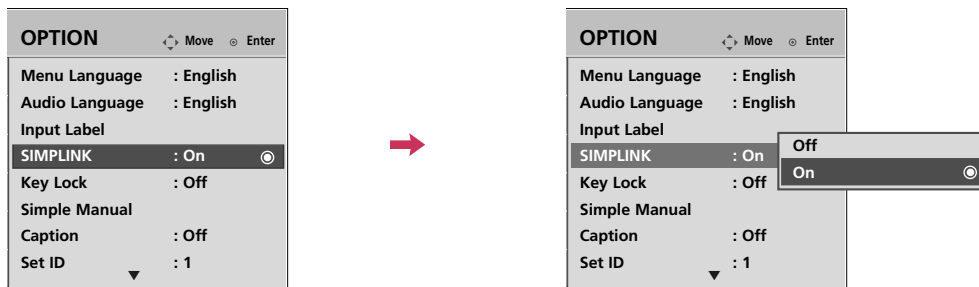 OPTION Move Enter
Menu Language : English
Audio Language : English
Input Label
SIMPLINK : On
Key Lock : Off
Simple Manual
Caption : Off
Set ID : 1
OPTION Move Enter
Menu Language : English
Audio Language : English
Input Label
SIMPLINK : On
Key Lock : Off
Simple Manual
Caption : Off
Set ID : 1
Off
On